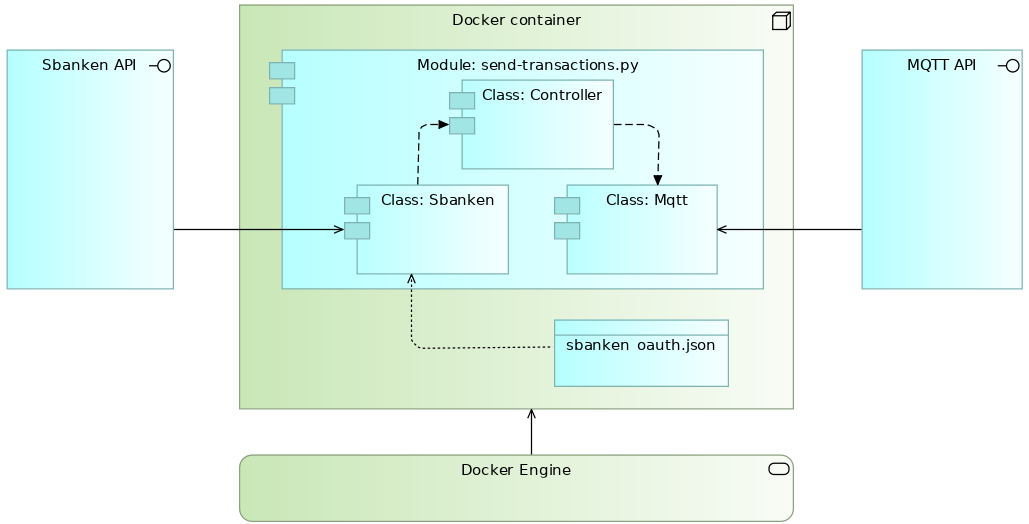 Docker container
Sbanken API
Module: send-transactions.py
MQTT API
Class: Controller
Class: Sbanken
Class: Mqtt
sbanken oauth.json
Docker Engine